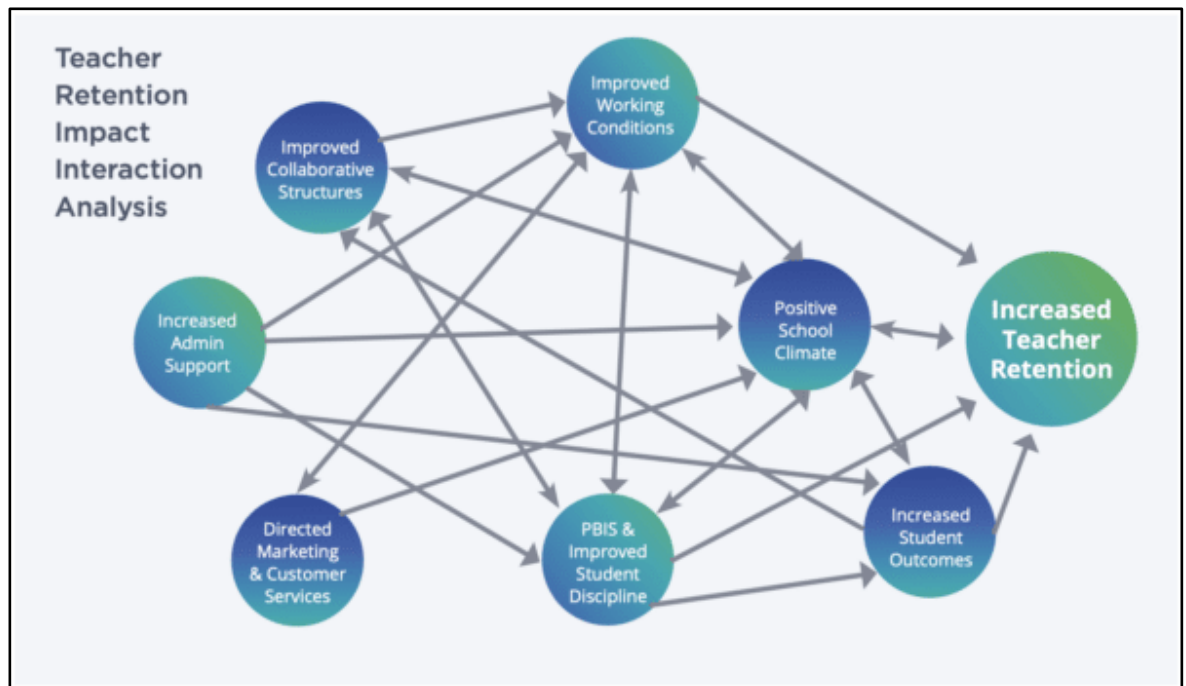 Teacher
Retention
Impact
Interaction
Analysis
Improved
Working
Conditions
Improved
Collaborative
Structures
Increased
Admin
Support
Positive
School
Climate
Increased
Teacher
Retention
Directed
Marketing
& Customer
Services
PBIS &
Improved
Student
Discipline
Increased
Student
Outcomes